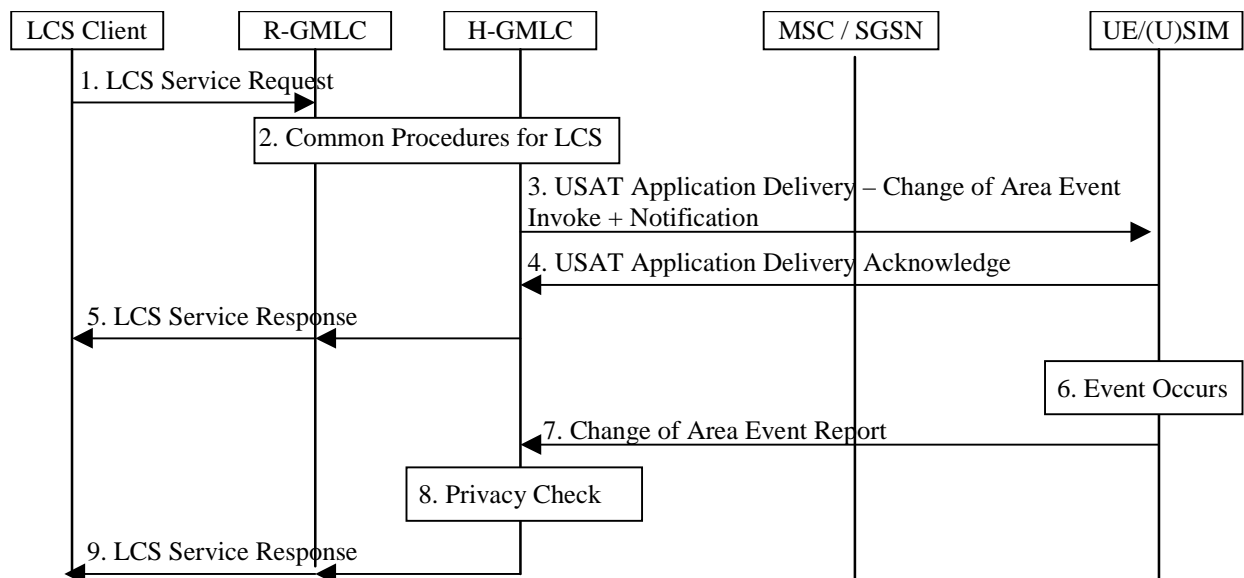 LCS Client
R-GMLC
H-GMLC
MSC / SGSN
UE/(U)SIM
1. LCS Service Request
2. Common Procedures for LCS
3. USAT Application Delivery – Change of Area Event
Invoke + Notification
4. USAT Application Delivery Acknowledge
5. LCS Service Response
6. Event Occurs
7. Change of Area Event Report
8. Privacy Check
9. LCS Service Response